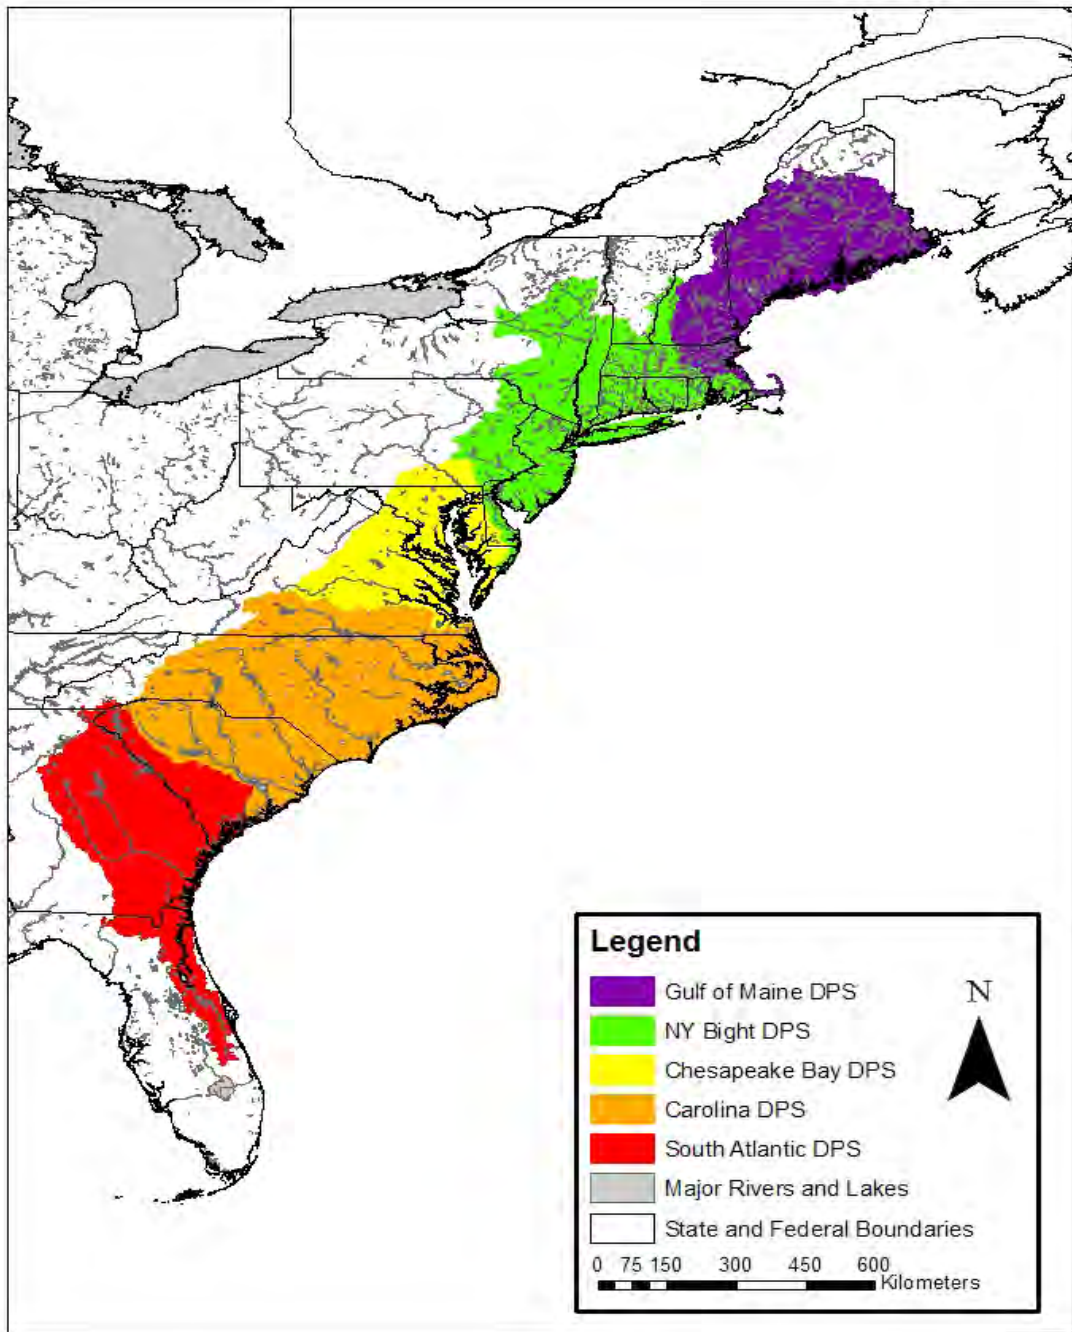 Legend
Gulf of Maine DPS
N
NY Bight DPS
Chesapeake Bay DPS
Carolina DPS
South Atlantic DPS
Major Rivers and Lakes
State and Federal Boundaries
0 75 150 300 450 600
Kilometers